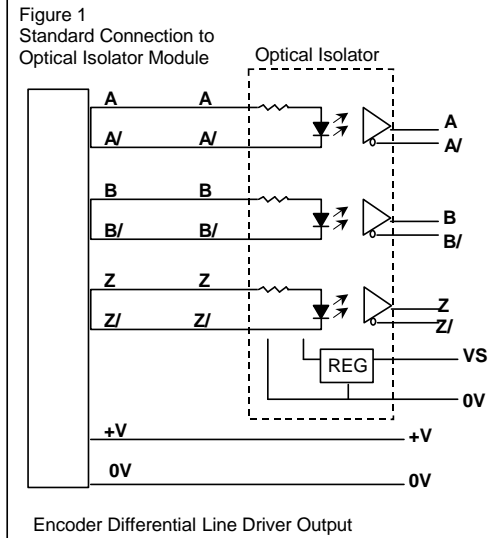 Figure 1
Standard Connection to
Optical Isolator Module
Optical Isolator
A A A
A/ A/ A/
B B B
B/ B/ B/
Z Z Z
Z/ Z/ Z/
REG VS
0V
+V +V
0V 0V
Encoder Differential Line Driver Output